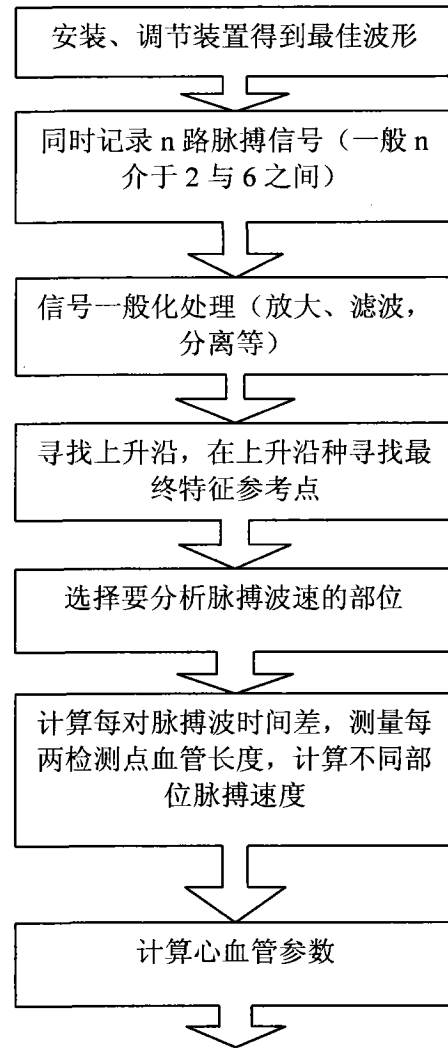 安装、调节装置得到最佳波形
同时记录 n 路脉搏信号（一般 n
介于 2 与 6 之间）
信号一般化处理（放大、滤波，
分离等）
寻找上升沿，在上升沿种寻找最
终特征参考点
选择要分析脉搏波速的部位
计算每对脉搏波时间差，测量每
两检测点血管长度，计算不同部
位脉搏速度
计算心血管参数